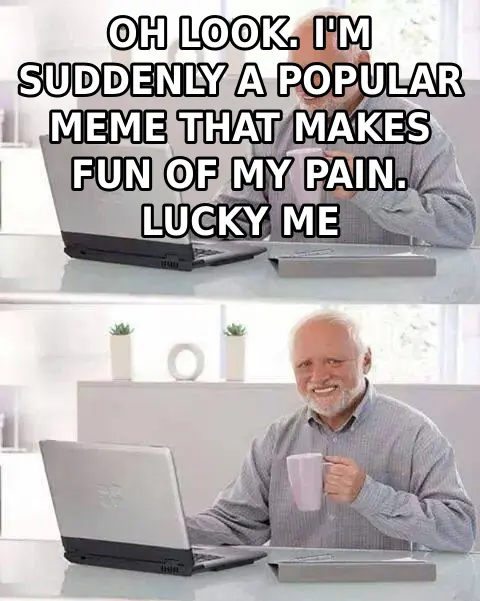 OH LOOK. I'M
SUDDENLY A POPULAR
MEME THAT MAKES
FUN OF MY PAIN.
LUCKY ME